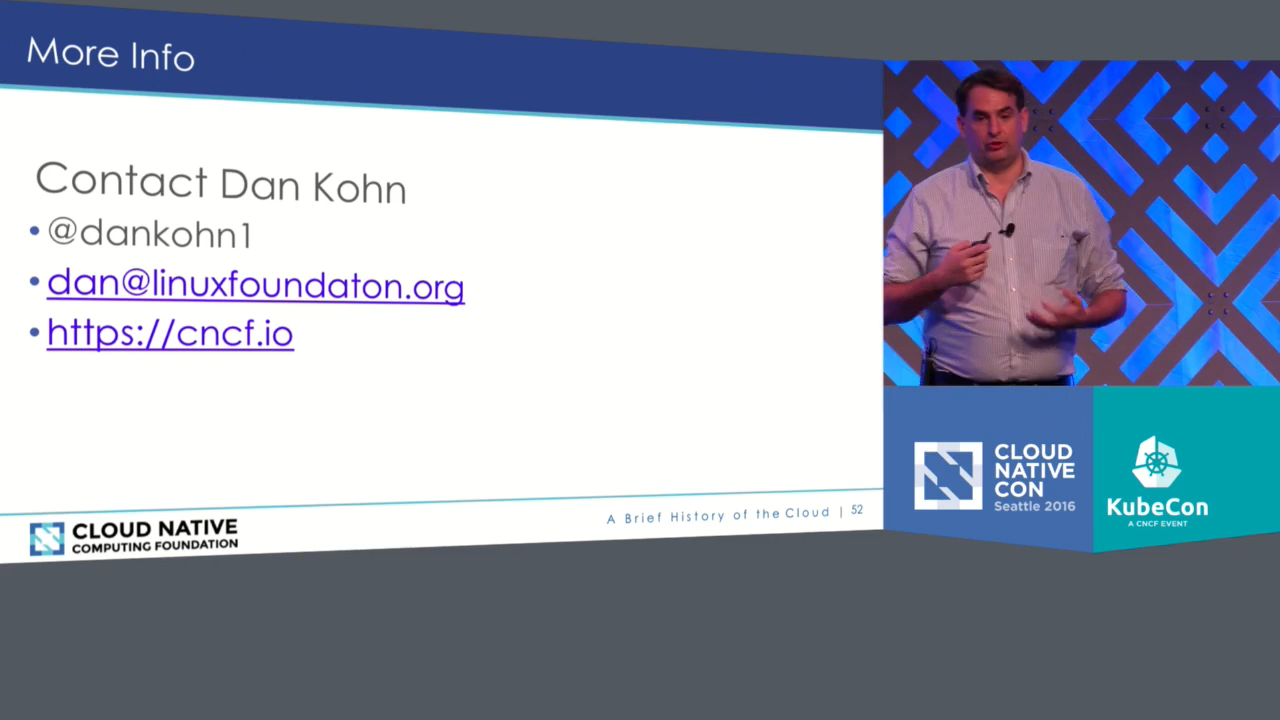 More Info
Contact Dan Kohn
• @dankohn1
• dan@linuxfoundaton.org
• https://cncf.io
CLOUD NATIVE
COMPUTING FOUNDATION
A Brief History of the Cloud | 52
CLOUD
NATIVE
CON
Seattle 2016
KubeCon
A CNCF EVENT